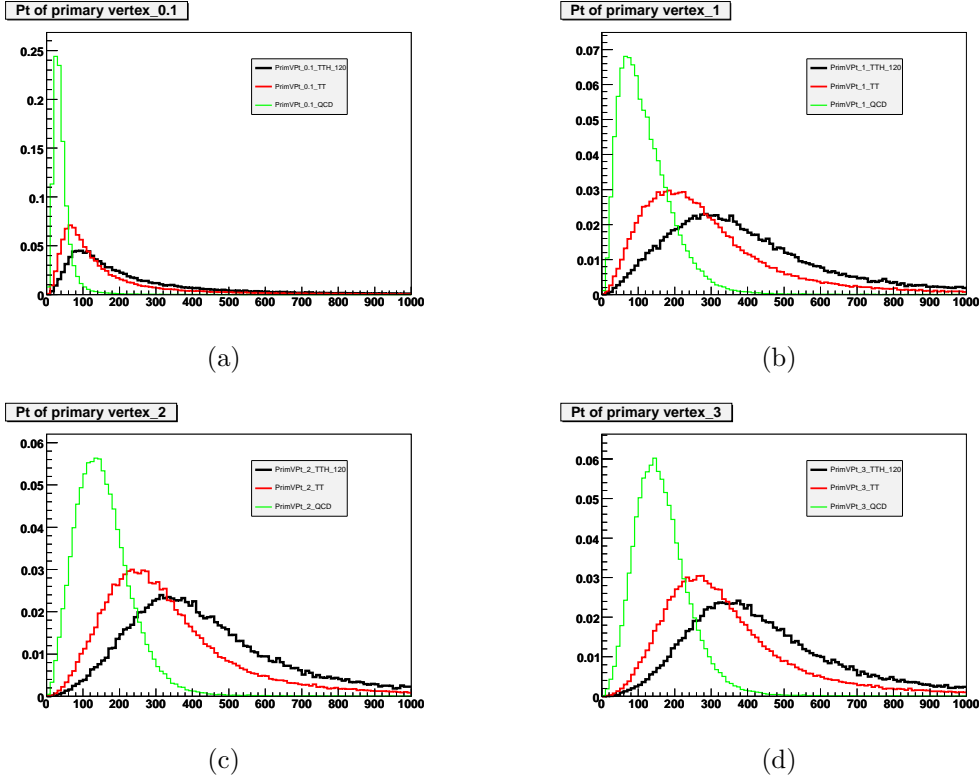 Pt of primary vertex_0.1
0.25
0.2
0.15
0.1
0.05
0
PrimVPt_0.1_TTH_120
PrimVPt_0.1_TT
PrimVPt_0.1_QCD
0 100 200 300 400 500 600 700 800 900 1000
(a)
Pt of primary vertex_1
0.07
0.06
0.05
0.04
0.03
0.02
0.01
0
PrimVPt_1_TTH_120
PrimVPt_1_TT
PrimVPt_1_QCD
0 100 200 300 400 500 600 700 800 900 1000
(b)
Pt of primary vertex_2
0.06
0.05
0.04
0.03
0.02
0.01
0
PrimVPt_2_TTH_120
PrimVPt_2_TT
PrimVPt_2_QCD
0 100 200 300 400 500 600 700 800 900 1000
(c)
Pt of primary vertex_3
0.06
0.05
0.04
0.03
0.02
0.01
0
PrimVPt_3_TTH_120
PrimVPt_3_TT
PrimVPt_3_QCD
0 100 200 300 400 500 600 700 800 900 1000
(d)